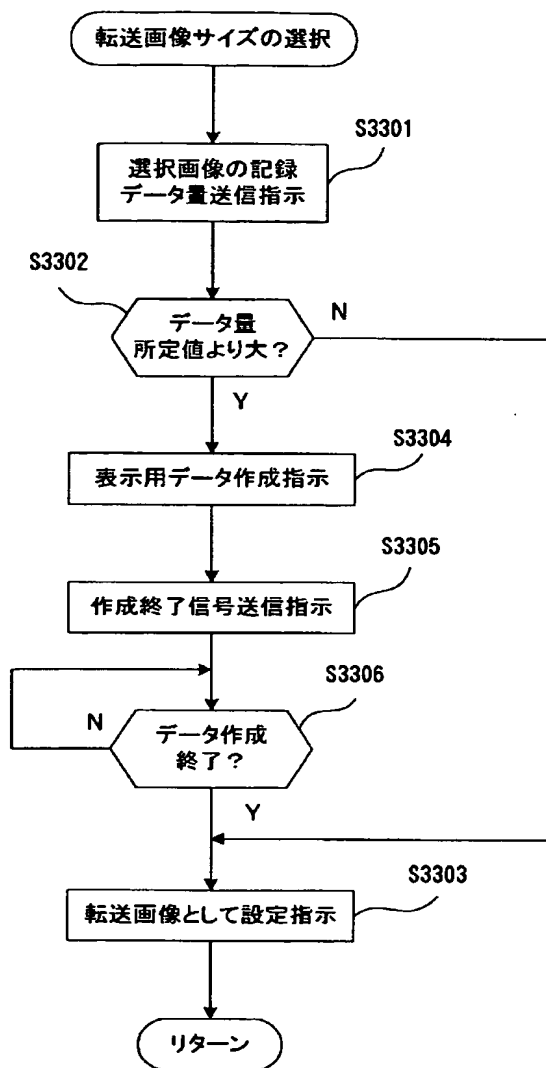 転送画像サイズの選択
S3301
選択画像の記録
データ量送信指示
S3302
データ量
所定値より大?
N
Y
S3304
表示用データ作成指示
S3305
作成終了信号送信指示
S3306
N
データ作成
終了?
Y
S3303
転送画像として設定指示
リターン